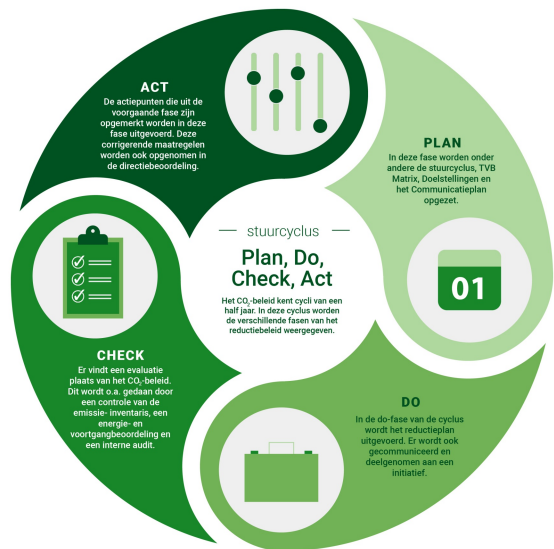 ACT
De actiepunten die uit de
voorgaande fase zijn
opgemerkt worden in deze
fase uitgevoerd. Deze
corrigerende maatregelen
worden ook opgenomen in
de directiebeoordeling.
PLAN
In deze fase worden onder
andere de stuurcyclus, TVB
Matrix, Doelstellingen en
het Communicatieplan
opgezet.
01
stuurcyclus
Plan, Do,
Check, Act
Het CO₂-beleid kent cycli van een
half jaar. In deze cyclus worden
de verschillende fasen van het
reductiebeleid weergegeven.
CHECK
Er vindt een evaluatie
plaats van het CO₂-beleid.
Dit wordt o.a. gedaan door
een controle van de
emissie- inventaris, een
energie- en
voortgangbeoordeling en
een interne audit.
DO
In de do-fase van de cyclus
wordt het reductieplan
uitgevoerd. Er wordt ook
gecommuniceerd en
deelgenomen aan een
initiatief.